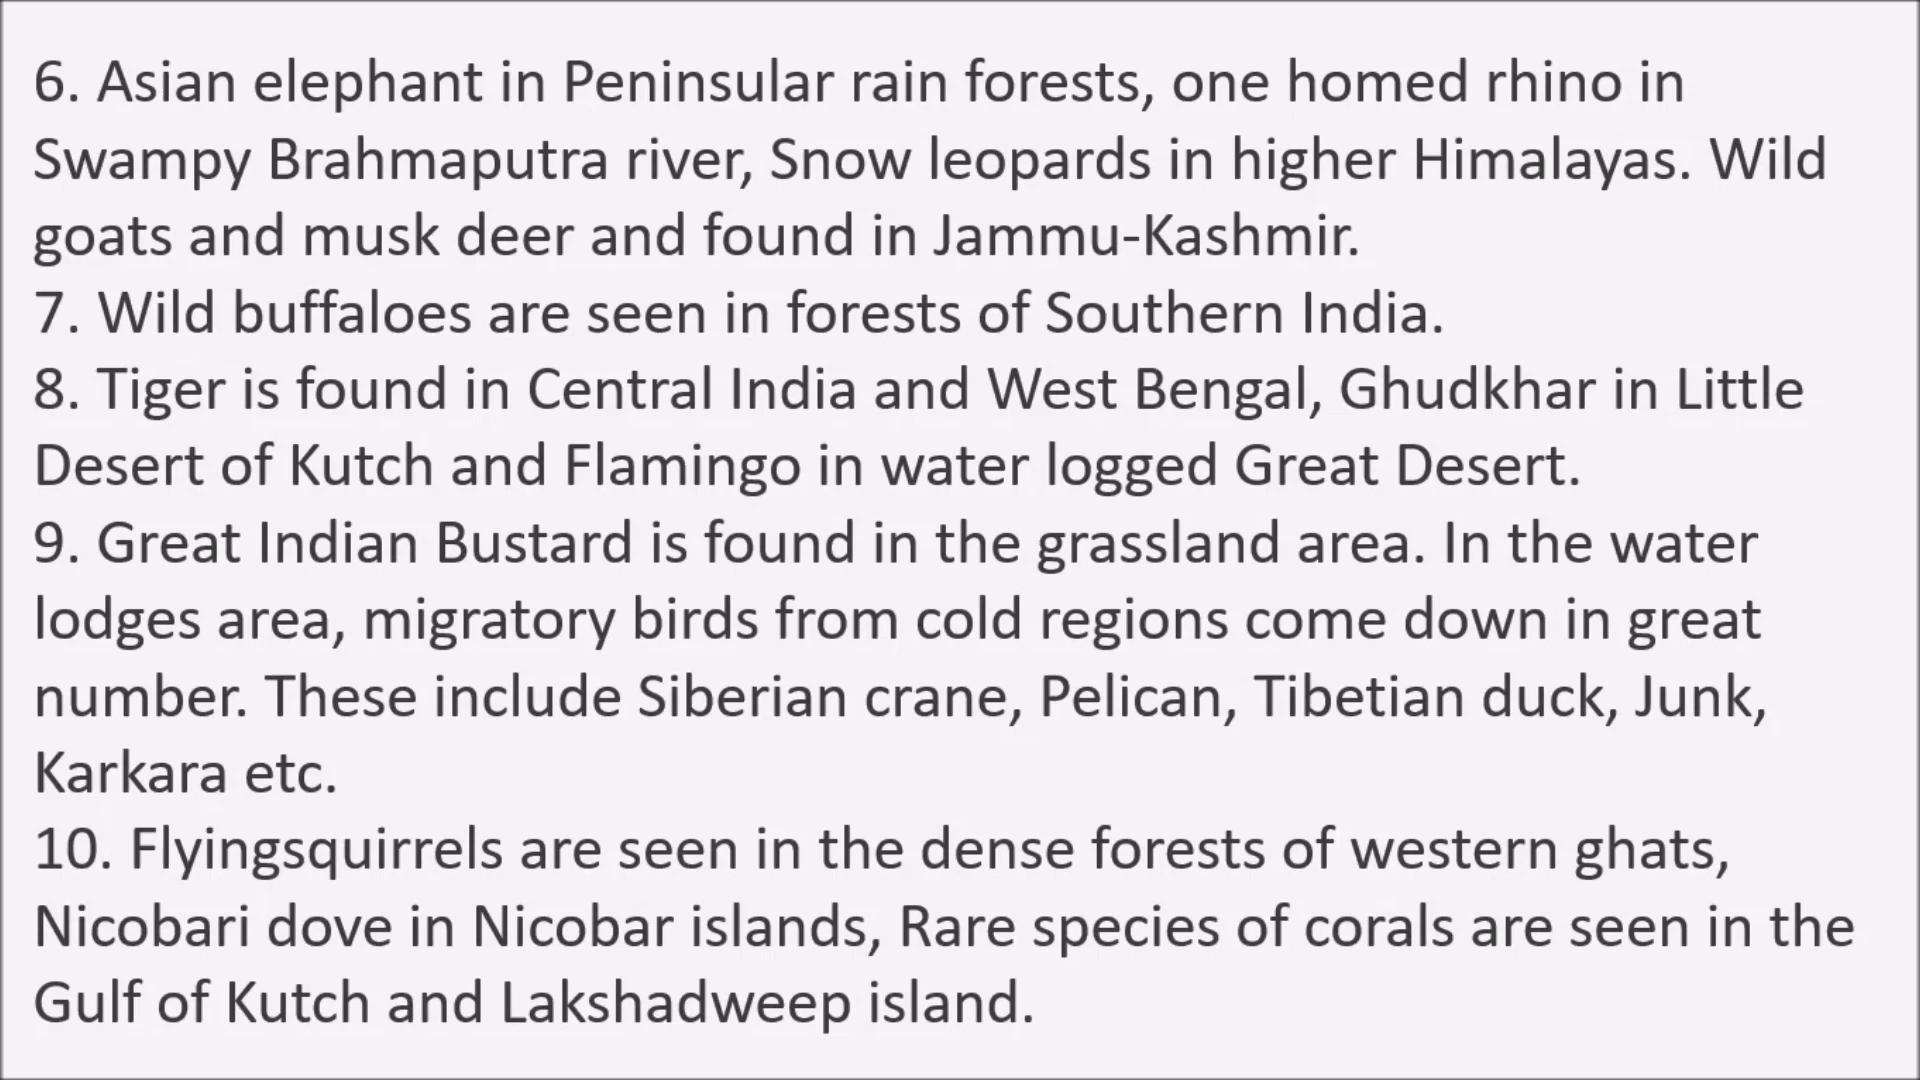 6. Asian elephant in Peninsular rain forests, one homed rhino in
Swampy Brahmaputra river, Snow leopards in higher Himalayas. Wild
goats and musk deer and found in Jammu-Kashmir.
7. Wild buffaloes are seen in forests of Southern India.
8. Tiger is found in Central India and West Bengal, Ghudkhar in Little
Desert of Kutch and Flamingo in water logged Great Desert.
9. Great Indian Bustard is found in the grassland area. In the water
lodges area, migratory birds from cold regions come down in great
number. These include Siberian crane, Pelican, Tibetian duck, Junk,
Karkara etc.
10. Flyingsquirrels are seen in the dense forests of western ghats,
Nicobari dove in Nicobar islands, Rare species of corals are seen in the
Gulf of Kutch and Lakshadweep island.